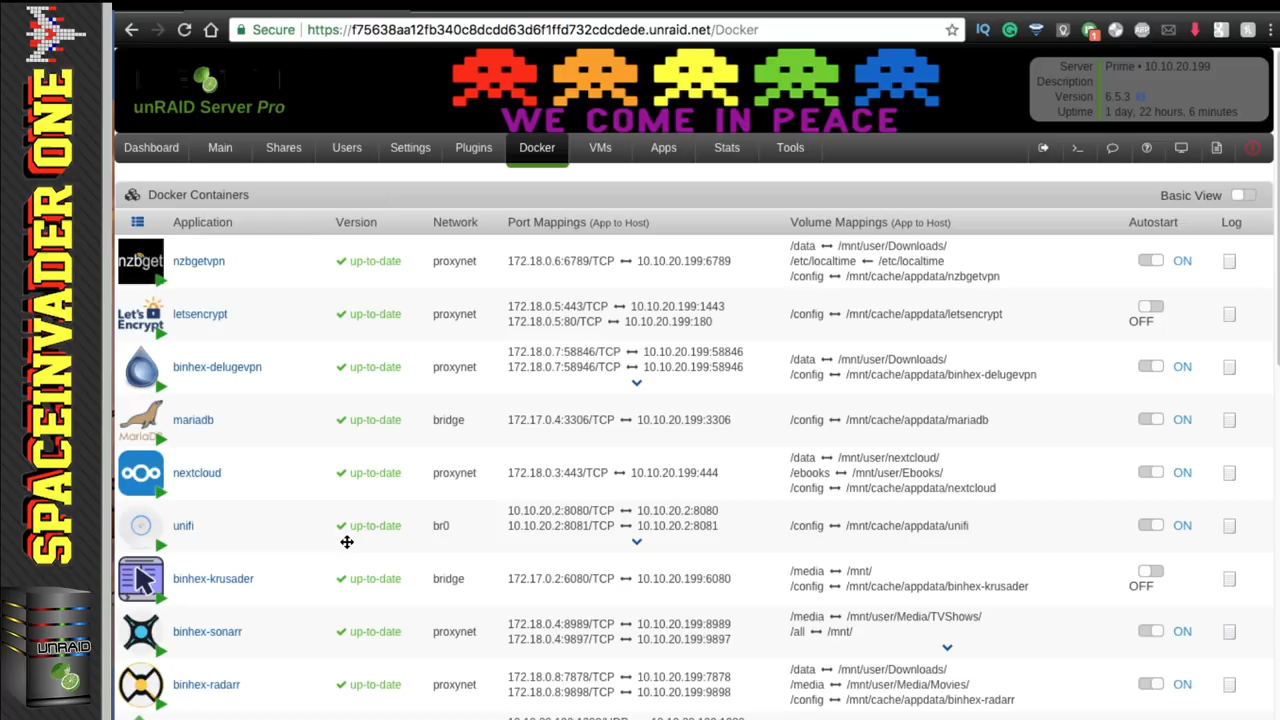 SPACEINVADER ONE
UNRAID
Secure
https://f75638aa12fb340c8dcdd63d6f1ffd732cdcdede.unraid.net/Docker
unRAID Server Pro
WE COME IN PEACE
Server Prime • 10.10.20.199
Description
Version 6.5.3
Uptime 1 day, 22 hours, 6 minutes
Dashboard Main Shares Users Settings Plugins Docker VMs Apps Stats Tools
Docker Containers
Basic View
Application Version Network Port Mappings (App to Host) Volume Mappings (App to Host) Autostart Log
nzbget
nzbgetvpn up-to-date proxynet 172.18.0.6:6789/TCP ↔ 10.10.20.199:6789
/data ↔ /mnt/user/Downloads/
/etc/localtime ← /etc/localtime
/config ↔ /mnt/cache/appdata/nzbgetvpn
ON
Let's
Encrypt
letsencrypt up-to-date proxynet
172.18.0.5:443/TCP ↔ 10.10.20.199:1443
172.18.0.5:80/TCP ↔ 10.10.20.199:180
/config ↔ /mnt/cache/appdata/letsencrypt
OFF
binhex-delugevpn up-to-date proxynet
172.18.0.7:58846/TCP ↔ 10.10.20.199:58846
172.18.0.7:58946/TCP ↔ 10.10.20.199:58946
/data ↔ /mnt/user/Downloads/
/config ↔ /mnt/cache/appdata/binhex-delugevpn
ON
mariadb up-to-date bridge 172.17.0.4:3306/TCP ↔ 10.10.20.199:3306
/config ↔ /mnt/cache/appdata/mariadb
ON
nextcloud up-to-date proxynet 172.18.0.3:443/TCP ↔ 10.10.20.199:444
/data ↔ /mnt/user/nextcloud/
/ebooks ↔ /mnt/user/Ebooks/
/config ↔ /mnt/cache/appdata/nextcloud
ON
unifi up-to-date br0
10.10.20.2:8080/TCP ↔ 10.10.20.2:8080
10.10.20.2:8081/TCP ↔ 10.10.20.2:8081
/config ↔ /mnt/cache/appdata/unifi
ON
binhex-krusader up-to-date bridge 172.17.0.2:6080/TCP ↔ 10.10.20.199:6080
/media ↔ /mnt/
/config ↔ /mnt/cache/appdata/binhex-krusader
OFF
binhex-sonarr up-to-date proxynet
172.18.0.4:8989/TCP ↔ 10.10.20.199:8989
172.18.0.4:9897/TCP ↔ 10.10.20.199:9897
/media ↔ /mnt/user/Media/TVShows/
/all ↔ /mnt/
ON
binhex-radarr up-to-date proxynet
172.18.0.8:7878/TCP ↔ 10.10.20.199:7878
172.18.0.8:9898/TCP ↔ 10.10.20.199:9898
/data ↔ /mnt/user/Downloads/
/media ↔ /mnt/user/Media/Movies/
/config ↔ /mnt/cache/appdata/binhex-radarr
ON